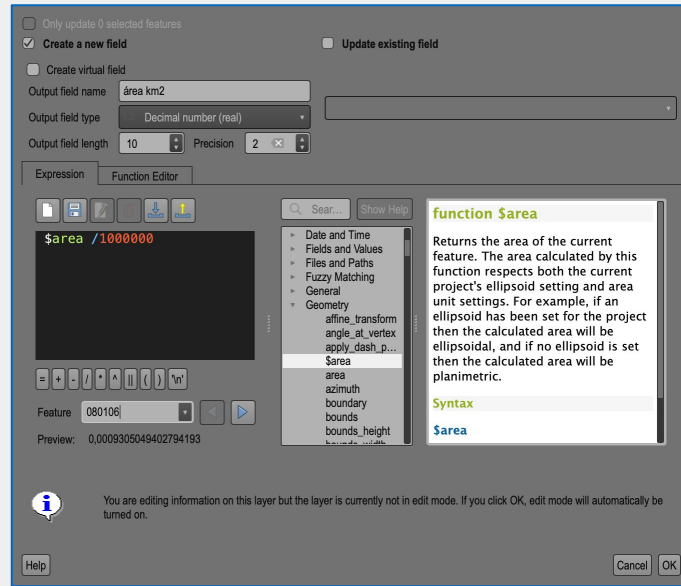 Only update 0 selected features
Create a new field
Update existing field
Create virtual field
Output field name
área km2
Output field type
Decimal number (real)
Output field length
10
Precision
2
Expression
Function Editor
Sear...
Show Help
$area /1000000
Date and Time
Fields and Values
Files and Paths
Fuzzy Matching
General
Geometry
affine_transform
angle_at_vertex
apply_dash_p...
$area
area
azimuth
boundary
bounds
bounds_height
bounds_width
function $area
Returns the area of the current
feature. The area calculated by this
function respects both the current
project's ellipsoid setting and area
unit settings. For example, if an
ellipsoid has been set for the project
then the calculated area will be
ellipsoidal, and if no ellipsoid is set
then the calculated area will be
planimetric.
Syntax
$area
= + - / * ^ || ( ) '\n'
Feature
080106
Preview: 0,0009305049402794193
You are editing information on this layer but the layer is currently not in edit mode. If you click OK, edit mode will automatically be
turned on.
Help
Cancel
OK